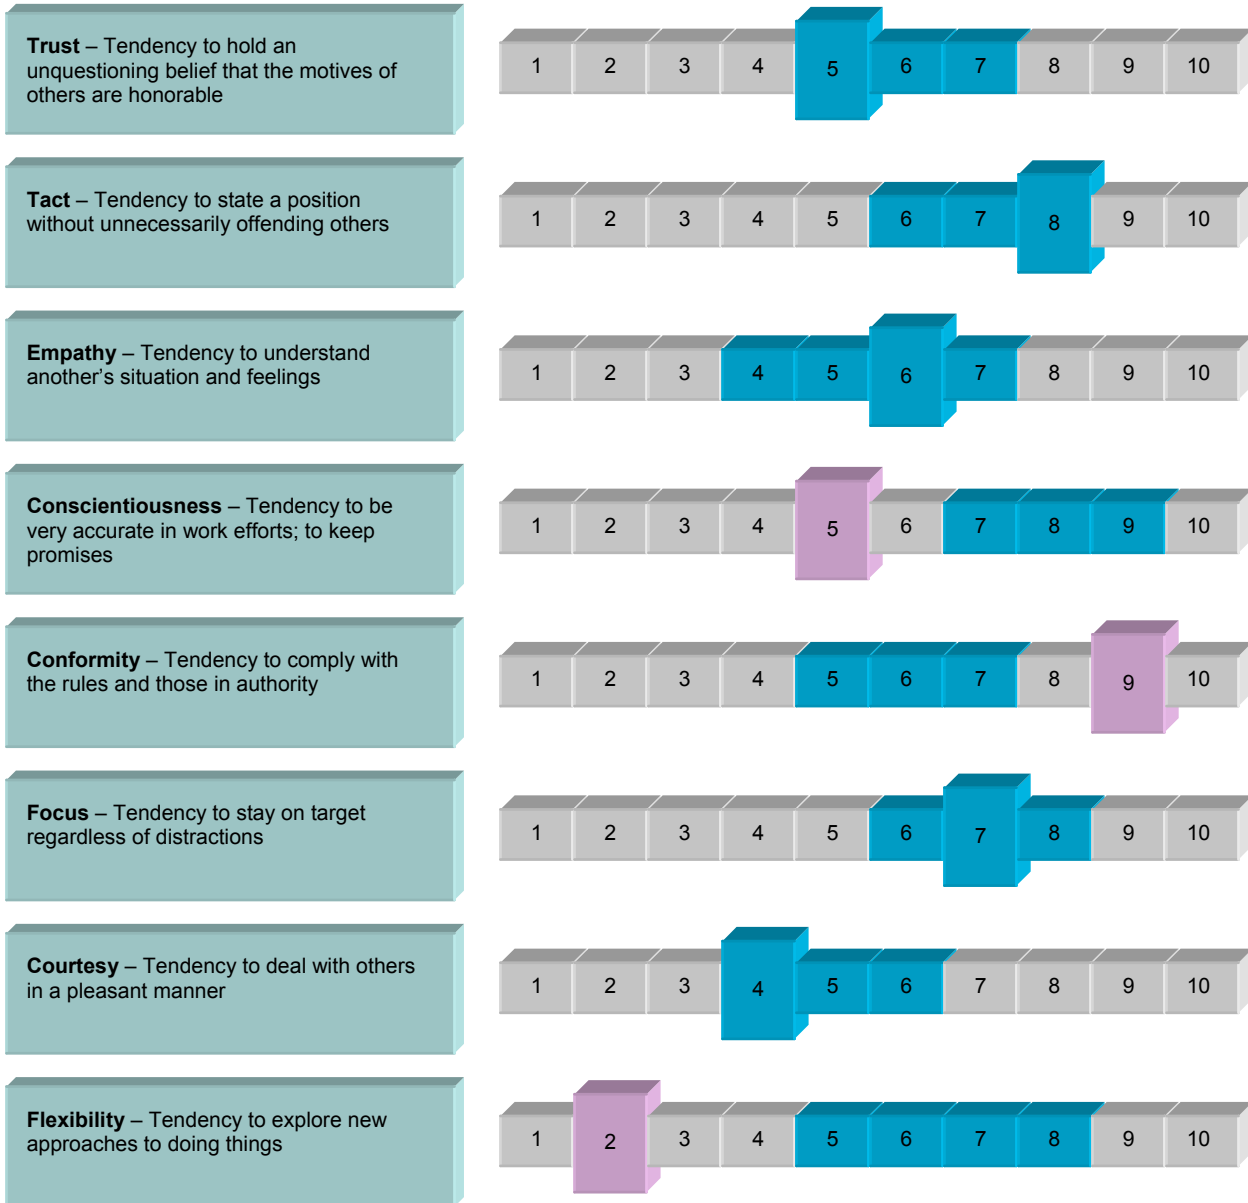 Trust – Tendency to hold an
unquestioning belief that the motives of
others are honorable
1 2 3 4 5 6 7 8 9 10
Tact – Tendency to state a position
without unnecessarily offending others
1 2 3 4 5 6 7 8 9 10
Empathy – Tendency to understand
another’s situation and feelings
1 2 3 4 5 6 7 8 9 10
Conscientiousness – Tendency to be
very accurate in work efforts; to keep
promises
1 2 3 4 5 6 7 8 9 10
Conformity – Tendency to comply with
the rules and those in authority
1 2 3 4 5 6 7 8 9 10
Focus – Tendency to stay on target
regardless of distractions
1 2 3 4 5 6 7 8 9 10
Courtesy – Tendency to deal with others
in a pleasant manner
1 2 3 4 5 6 7 8 9 10
Flexibility – Tendency to explore new
approaches to doing things
1 2 3 4 5 6 7 8 9 10